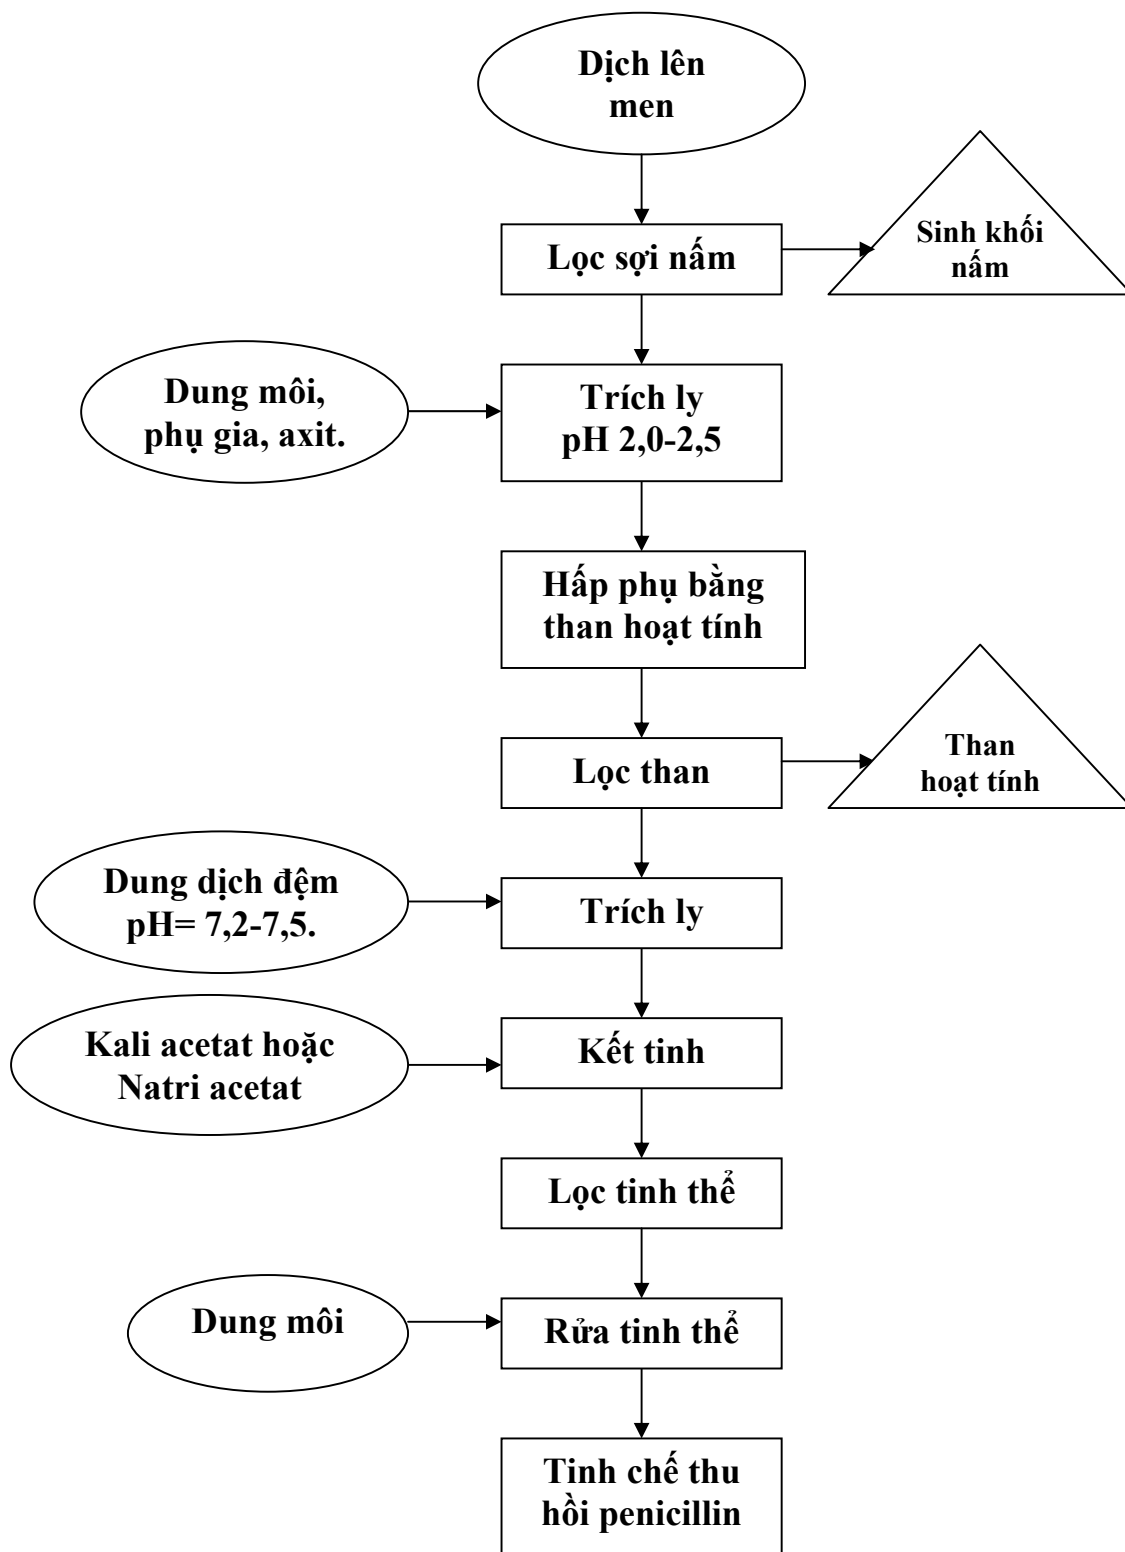 Dịch lên
men
Lọc sợi nấm
Sinh khối
nấm
Dung môi,
phụ gia, axit.
Trích ly
pH 2,0-2,5
Hấp phụ bằng
than hoạt tính
Lọc than
Than
hoạt tính
Dung dịch đệm
pH= 7,2-7,5.
Trích ly
Kali acetat hoặc
Natri acetat
Kết tinh
Lọc tinh thể
Dung môi
Rửa tinh thể
Tinh chế thu
hồi penicillin